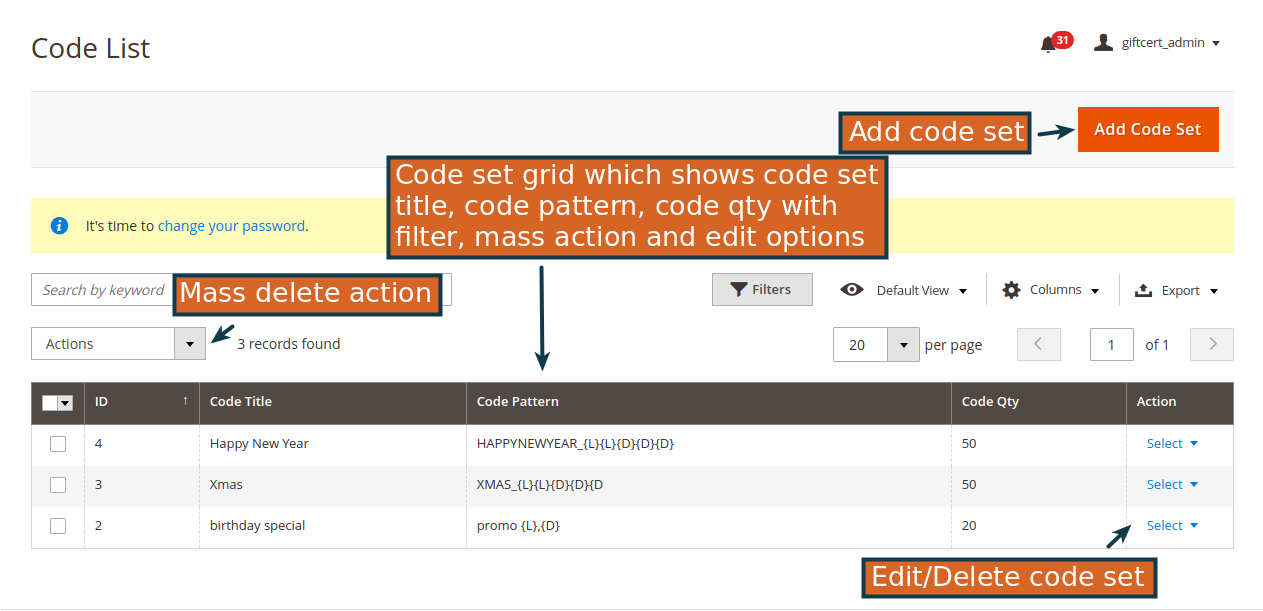 Code List
31
giftcert_admin
Add code set
Add Code Set
Code set grid which shows code set
title, code pattern, code qty with
filter, mass action and edit options
It's time to change your password.
Search by keyword
Mass delete action
Filters
Default View
Columns
Export
Actions
3 records found
20
per page
1
of 1
ID ↑ Code Title Code Pattern Code Qty Action
4 Happy New Year HAPPYNEWYEAR_{L}{L}{D}{D}{D} 50 Select
3 Xmas XMAS_{L}{L}{D}{D}{D 50 Select
2 birthday special promo {L},{D} 20 Select
Edit/Delete code set